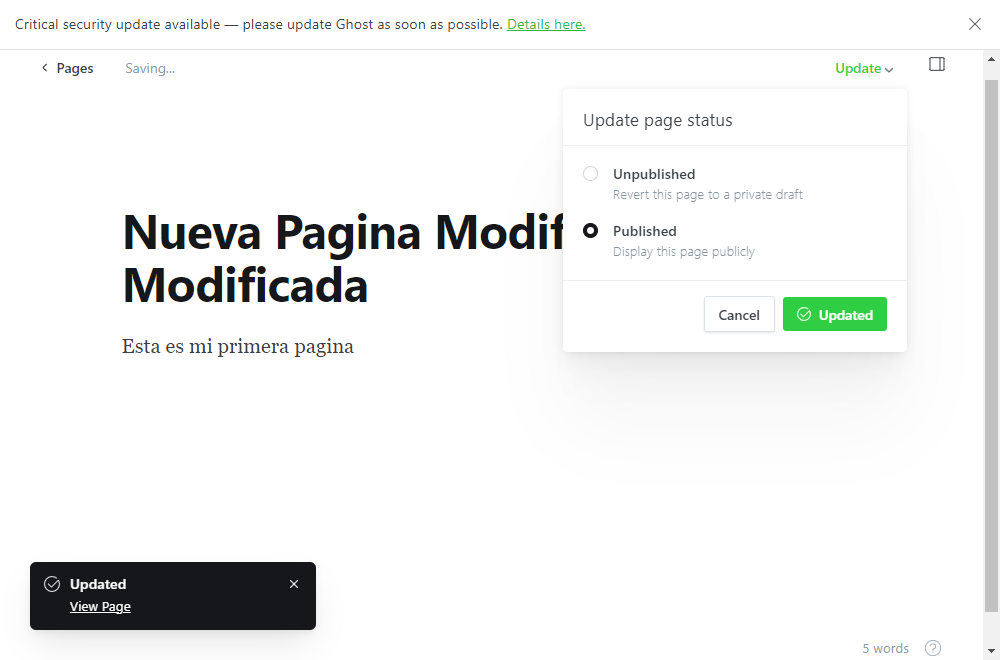 Critical security update available — please update Ghost as soon as possible. Details here.
Pages
Saving...
Update
Update page status
Unpublished
Revert this page to a private draft
Published
Display this page publicly
Cancel
Updated
Nueva Pagina Modif
Modificada
Esta es mi primera pagina
Updated
View Page
5 words
?